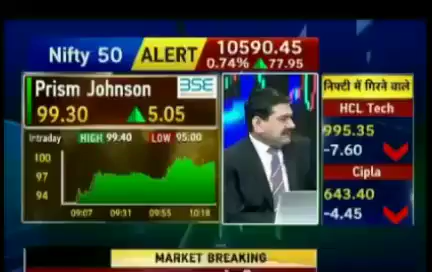 Nifty 50 ALERT 10590.45
0.74% ▲77.95
Prism Johnson BSE
99.30 ▲5.05
Intraday HIGH 99.40 LOW 95.00
100
97
94
09:07 09:31 09:55 10:18
निफ्टी में गिरने वाले
HCL Tech
995.35
-7.60
Cipla
643.40
-4.45
MARKET BREAKING